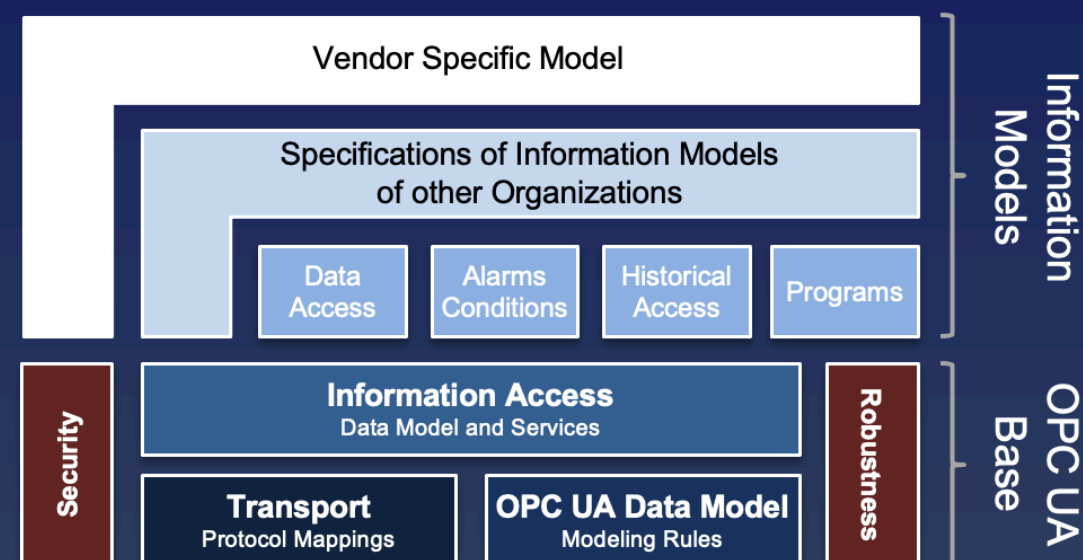 Vendor Specific Model
Specifications of Information Models
of other Organizations
Data
Access
Alarms
Conditions
Historical
Access
Programs
Information
Models
Security
Information Access
Data Model and Services
Transport
Protocol Mappings
OPC UA Data Model
Modeling Rules
Robustness
OPC UA
Base